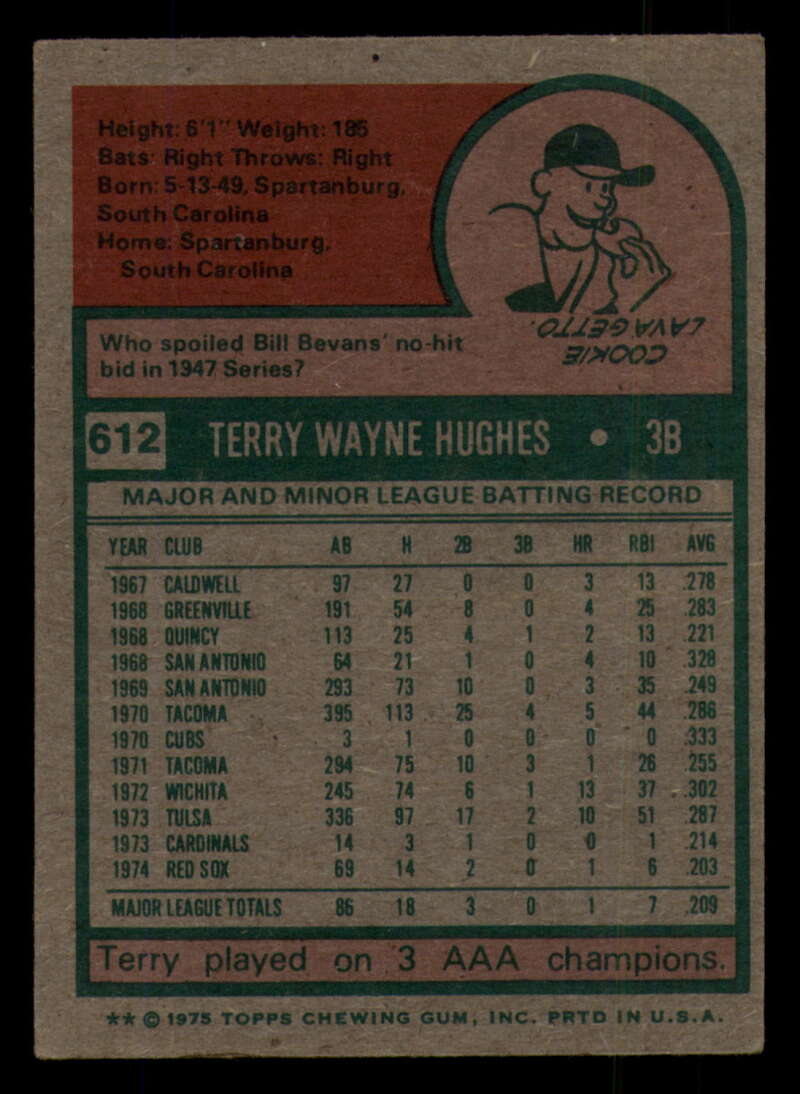 Height: 6'1" Weight: 185
Bats: Right Throws: Right
Born: 5-13-49, Spartanburg,
South Carolina
Home: Spartanburg,
South Carolina
COOKIE
LAVAGETTO.
Who spoiled Bill Bevans' no-hit
bid in 1947 Series?
612 TERRY WAYNE HUGHES • 3B
MAJOR AND MINOR LEAGUE BATTING RECORD
YEAR CLUB AB H 2B 3B HR RBI AVG
1967 CALDWELL 97 27 0 0 3 13 .278
1968 GREENVILLE 191 54 8 0 4 25 .283
1968 QUINCY 113 25 4 1 2 13 .221
1968 SAN ANTONIO 64 21 1 0 4 10 .328
1969 SAN ANTONIO 293 73 10 0 3 35 .249
1970 TACOMA 395 113 25 4 5 44 .286
1970 CUBS 3 1 0 0 0 0 .333
1971 TACOMA 294 75 10 3 1 26 .255
1972 WICHITA 245 74 6 1 13 37 .302
1973 TULSA 336 97 17 2 10 51 .287
1973 CARDINALS 14 3 1 0 0 1 .214
1974 RED SOX 69 14 2 0 1 6 .203
MAJOR LEAGUE TOTALS 86 18 3 0 1 7 .209
Terry played on 3 AAA champions.
** © 1975 TOPPS CHEWING GUM, INC. PRTD IN U.S.A.